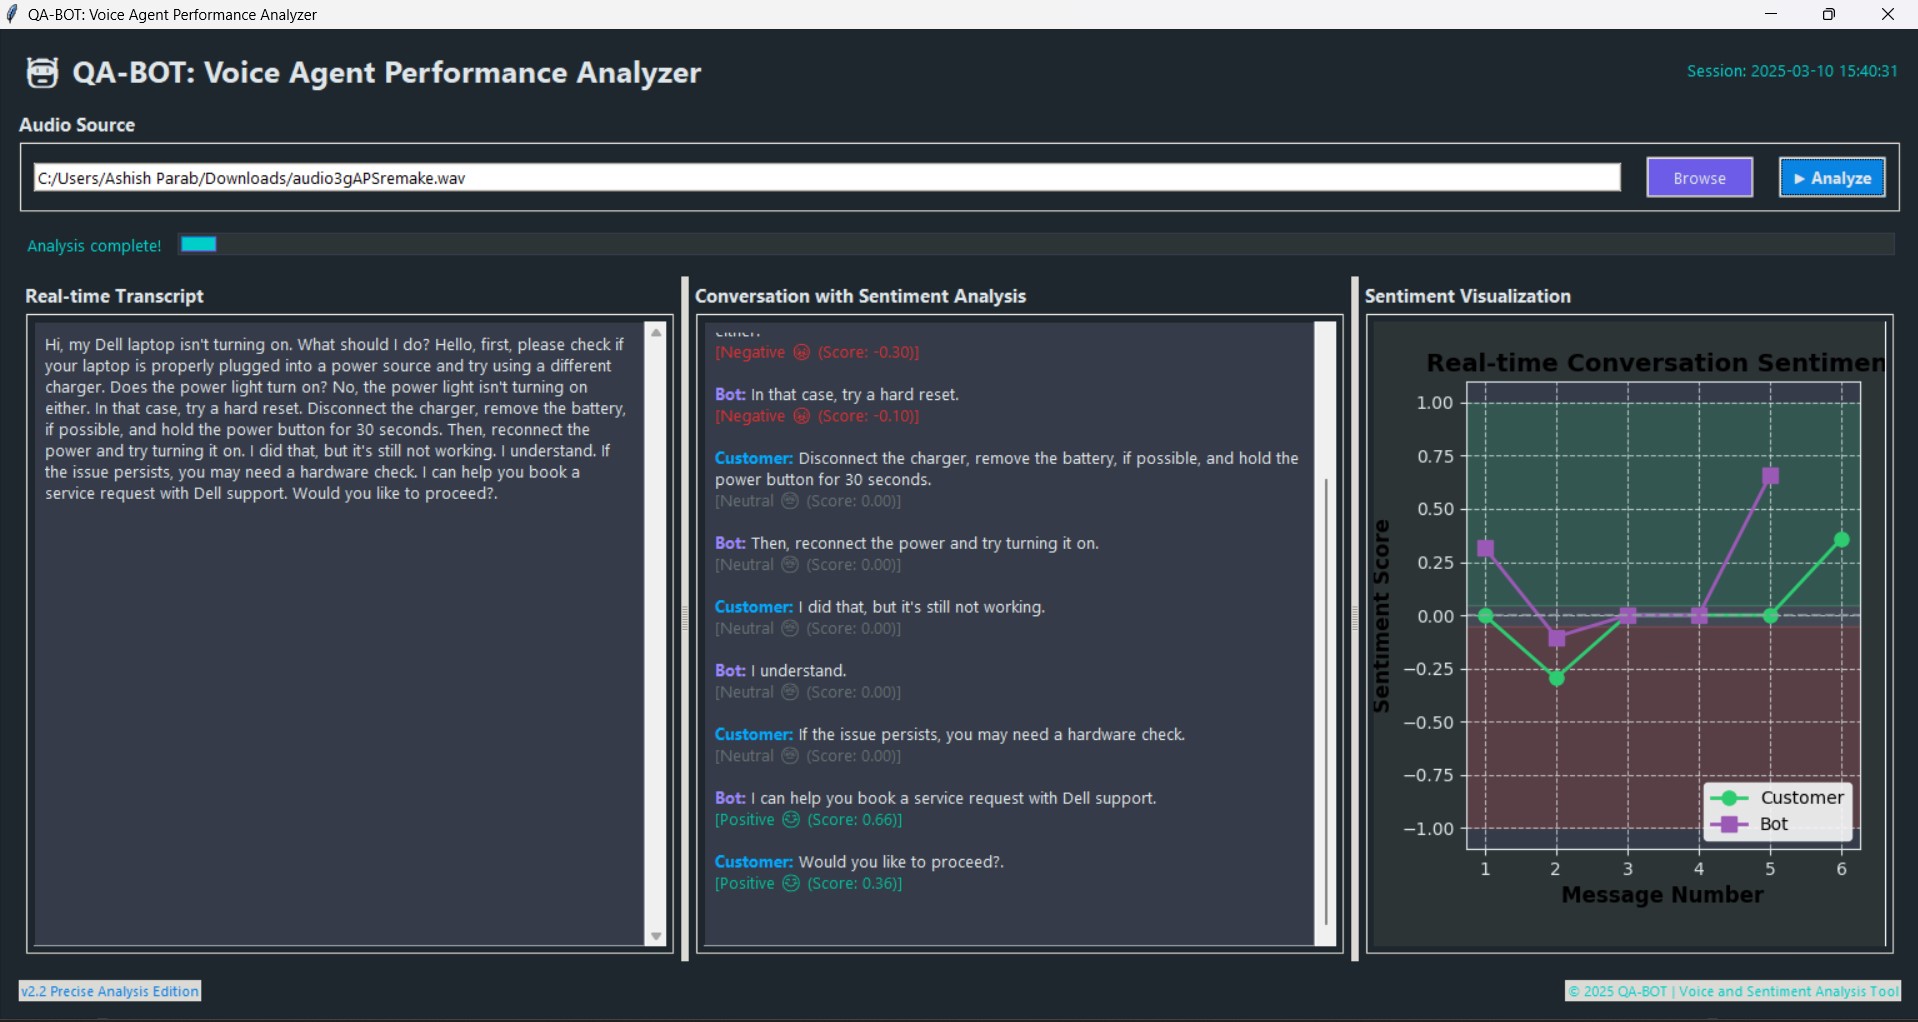 QA-BOT: Voice Agent Performance Analyzer
QA-BOT: Voice Agent Performance Analyzer
Session: 2025-03-10 15:40:31
Audio Source
C:/Users/Ashish Parab/Downloads/audio3gAPSremake.wav
Browse
► Analyze
Analysis complete!
Real-time Transcript
Hi, my Dell laptop isn't turning on. What should I do? Hello, first, please check if
your laptop is properly plugged into a power source and try using a different
charger. Does the power light turn on? No, the power light isn't turning on
either. In that case, try a hard reset. Disconnect the charger, remove the battery,
if possible, and hold the power button for 30 seconds. Then, reconnect the
power and try turning it on. I did that, but it's still not working. I understand. If
the issue persists, you may need a hardware check. I can help you book a
service request with Dell support. Would you like to proceed?.
Conversation with Sentiment Analysis
either.
[Negative (Score: -0.30)]
Bot: In that case, try a hard reset.
[Negative (Score: -0.10)]
Customer: Disconnect the charger, remove the battery, if possible, and hold the
power button for 30 seconds.
[Neutral (Score: 0.00)]
Bot: Then, reconnect the power and try turning it on.
[Neutral (Score: 0.00)]
Customer: I did that, but it's still not working.
[Neutral (Score: 0.00)]
Bot: I understand.
[Neutral (Score: 0.00)]
Customer: If the issue persists, you may need a hardware check.
[Neutral (Score: 0.00)]
Bot: I can help you book a service request with Dell support.
[Positive (Score: 0.66)]
Customer: Would you like to proceed?.
[Positive (Score: 0.36)]
Sentiment Visualization
Real-time Conversation Sentimen
Sentiment Score
1.00
0.75
0.50
0.25
0.00
−0.25
−0.50
−0.75
−1.00
Customer
Bot
1 2 3 4 5 6
Message Number
v2.2 Precise Analysis Edition
© 2025 QA-BOT | Voice and Sentiment Analysis Tool